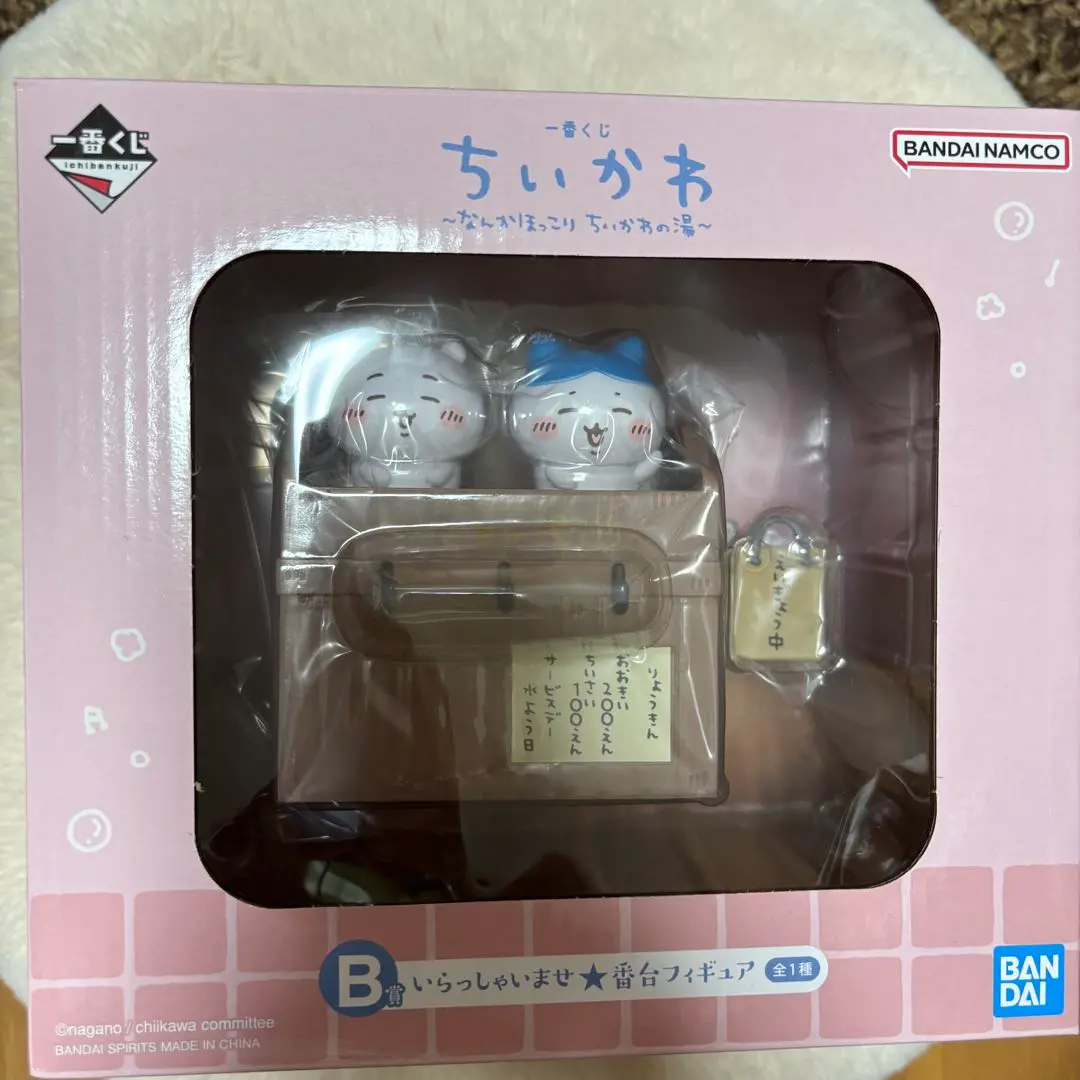 一番くじ
ichibankuji
一番くじ
ちいかわ
~なんかほっこり ちいかわの湯~
BANDAI NAMCO
えいぎょう中
りょうきん
おおきい
200えん
ちいさい
100えん
サービスデー
水よう日
B賞 いらっしゃいませ★番台フィギュア 全1種
BAN
DAI
©nagano / chiikawa committee
BANDAI SPIRITS MADE IN CHINA